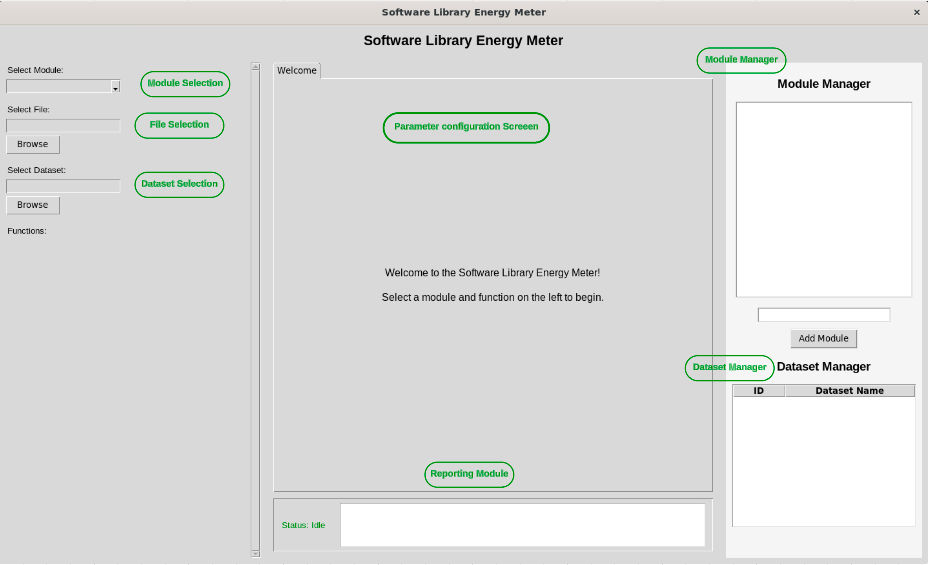 Software Library Energy Meter
×
Software Library Energy Meter
Select Module:
Module Selection
Select File:
File Selection
Browse
Select Dataset:
Dataset Selection
Browse
Functions:
Welcome
Parameter configuration Screeen
Welcome to the Software Library Energy Meter!
Select a module and function on the left to begin.
Reporting Module
Status: Idle
Module Manager
Module Manager
Add Module
Dataset Manager
Dataset Manager
ID Dataset Name